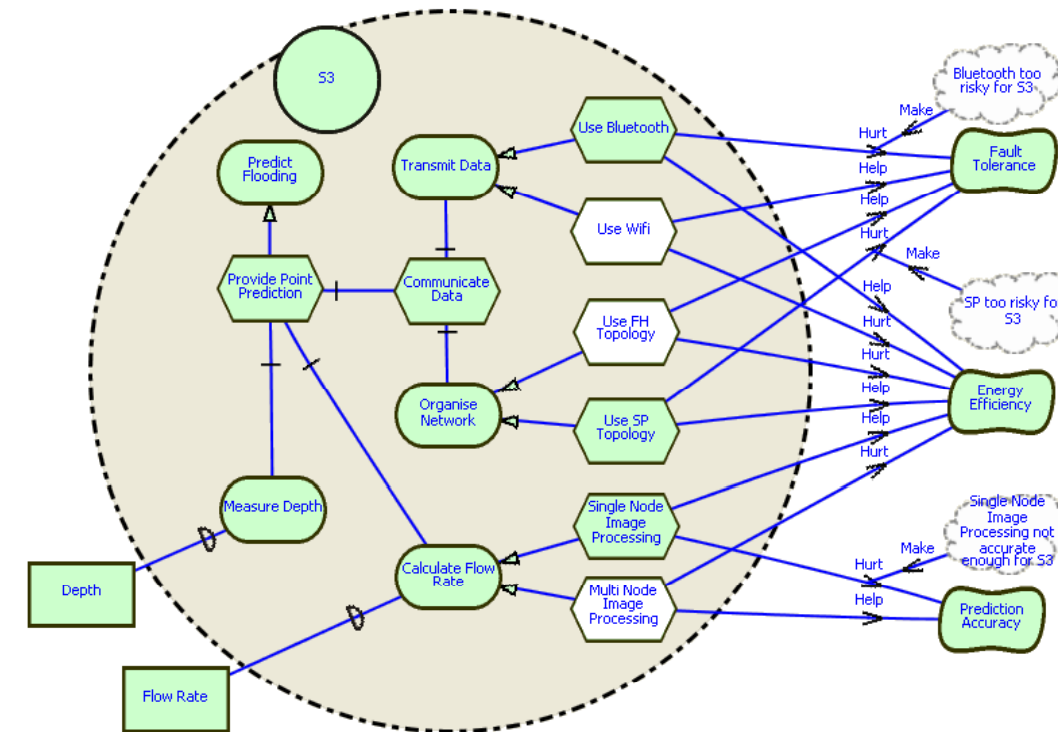 S3
Bluetooth too
risky for S3
Make
Hurt
Use Bluetooth
Fault
Tolerance
Predict
Flooding
Transmit Data
Help
Help
Use Wifi
Hurt
Make
Provide Point
Prediction
Communicate
Data
Help
SP too risky for
S3
Use FH
Topology
Hurt
Hurt
Energy
Efficiency
Organise
Network
Use SP
Topology
Help
Help
Hurt
Measure Depth
Single Node
Image
Processing
Single Node
Image
Processing not
accurate
enough for S3
Make
Hurt
Calculate Flow
Rate
Depth
Multi Node
Image
Processing
Help
Prediction
Accuracy
Flow Rate